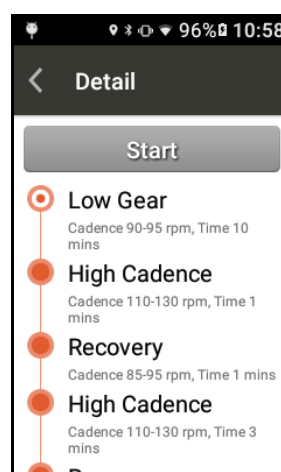 96% 10:58
Detail
Start
Low Gear
Cadence 90-95 rpm, Time 10
mins
High Cadence
Cadence 110-130 rpm, Time 1
mins
Recovery
Cadence 85-95 rpm, Time 1 mins
High Cadence
Cadence 110-130 rpm, Time 3
mins